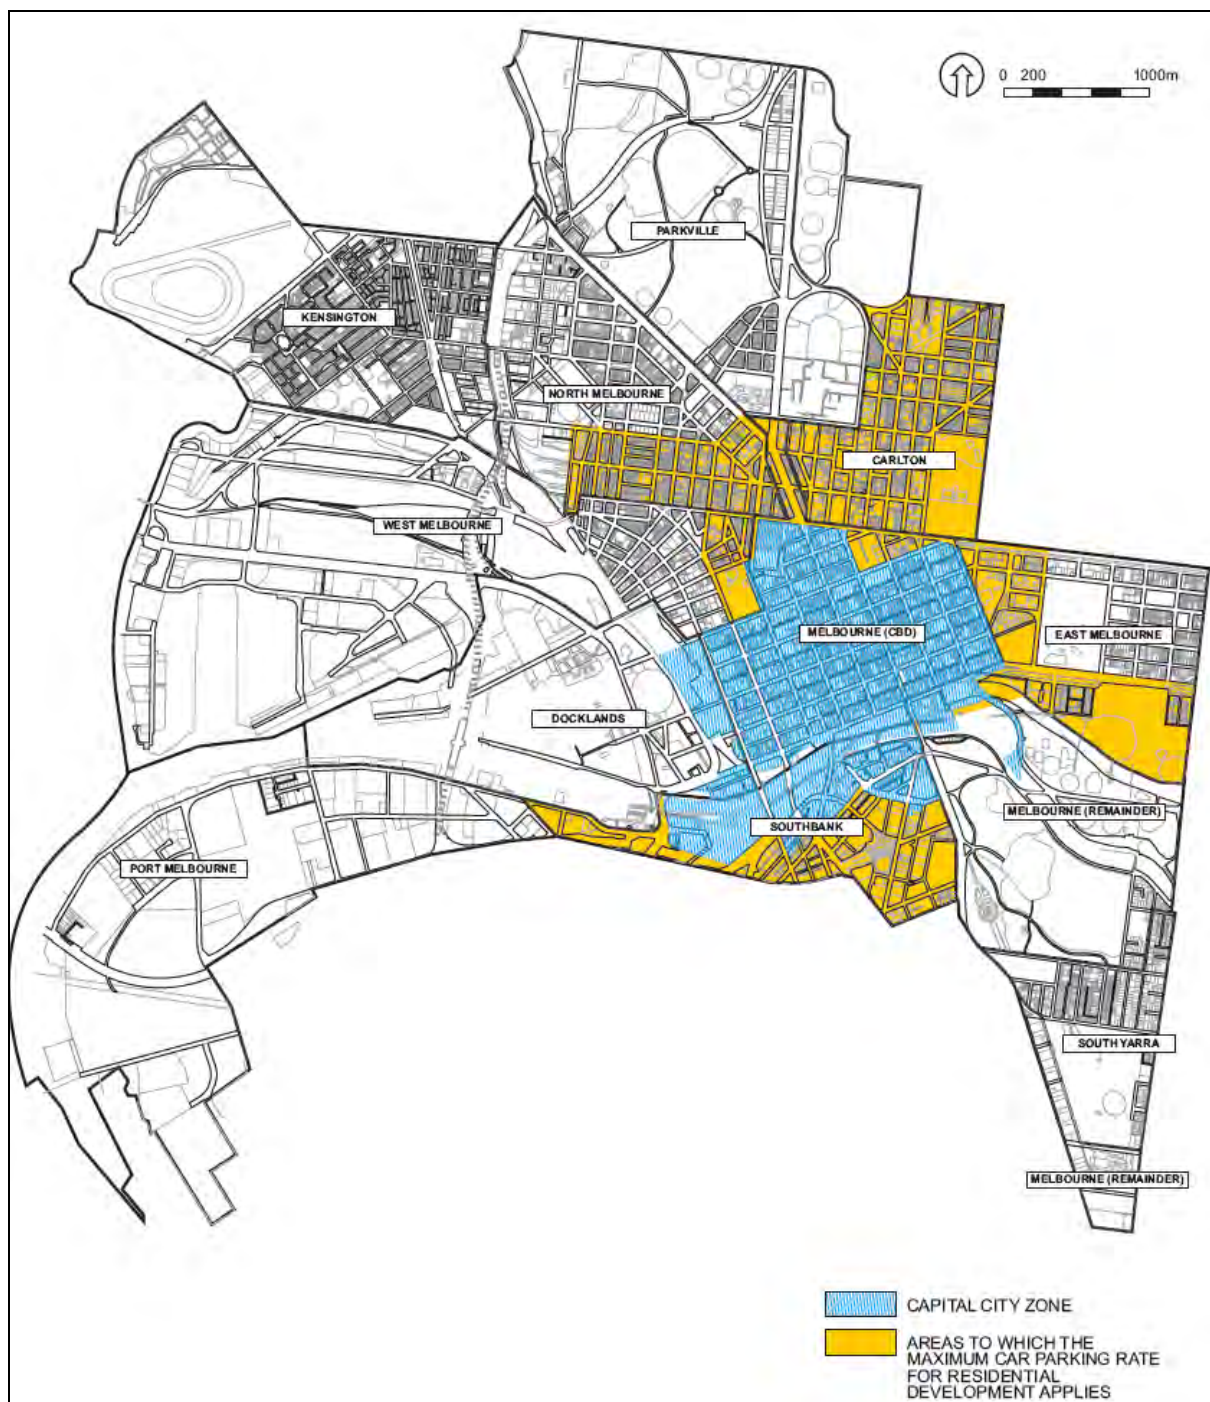 0 200 1000m
PARKVILLE
KENSINGTON
NORTH MELBOURNE
CARLTON
WEST MELBOURNE
MELBOURNE (CBD)
EAST MELBOURNE
DOCKLANDS
MELBOURNE (REMAINDER)
SOUTHBANK
PORT MELBOURNE
SOUTH YARRA
MELBOURNE (REMAINDER)
CAPITAL CITY ZONE
AREAS TO WHICH THE
MAXIMUM CAR PARKING RATE
FOR RESIDENTIAL
DEVELOPMENT APPLIES